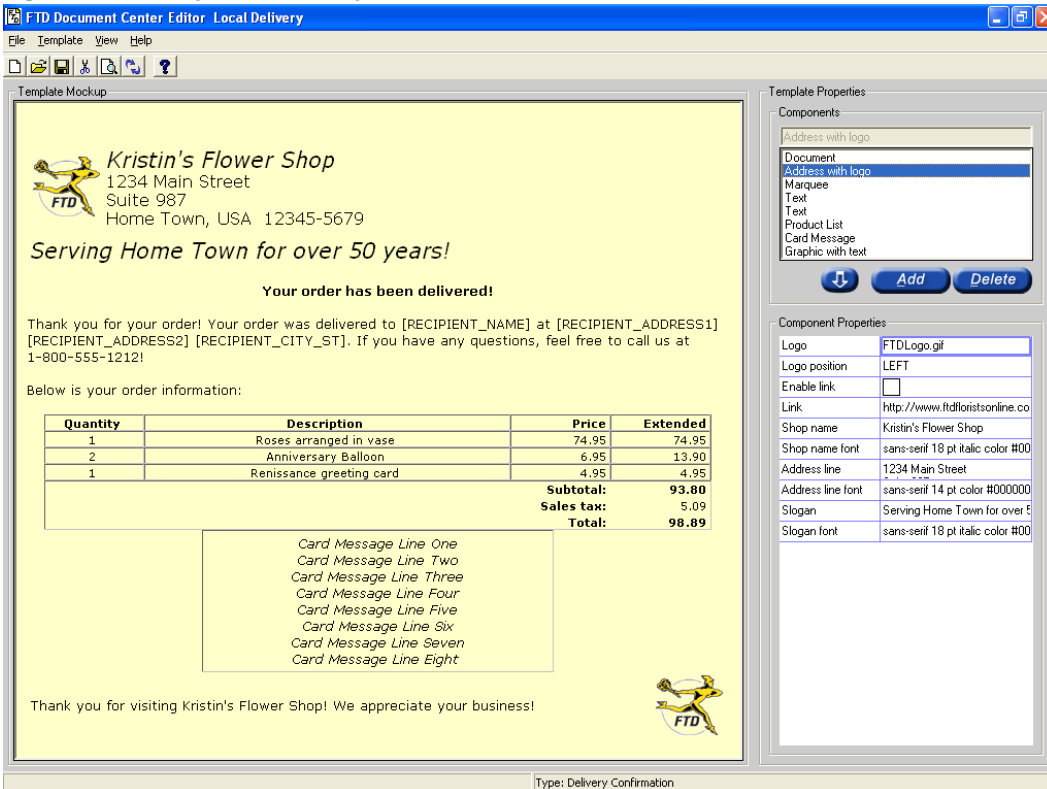 FTD Document Center Editor Local Delivery
File Template View Help
Template Mockup
FTD
Kristin's Flower Shop
1234 Main Street
Suite 987
Home Town, USA 12345-5679
Serving Home Town for over 50 years!
Your order has been delivered!
Thank you for your order! Your order was delivered to [RECIPIENT_NAME] at [RECIPIENT_ADDRESS1]
[RECIPIENT_ADDRESS2] [RECIPIENT_CITY_ST]. If you have any questions, feel free to call us at
1-800-555-1212!
Below is your order information:
Quantity Description Price Extended
1 Roses arranged in vase 74.95 74.95
2 Anniversary Balloon 6.95 13.90
1 Renissance greeting card 4.95 4.95
Subtotal: 93.80
Sales tax: 5.09
Total: 98.89
Card Message Line One
Card Message Line Two
Card Message Line Three
Card Message Line Four
Card Message Line Five
Card Message Line Six
Card Message Line Seven
Card Message Line Eight
Thank you for visiting Kristin's Flower Shop! We appreciate your business!
FTD
Template Properties
Components
Address with logo
Document
Address with logo
Marquee
Text
Text
Product List
Card Message
Graphic with text
Add Delete
Component Properties
Logo FTDLogo.gif
Logo position LEFT
Enable link
Link http://www.ftdfloristsonline.co
Shop name Kristin's Flower Shop
Shop name font sans-serif 18 pt italic color #00
Address line 1234 Main Street
Address line font sans-serif 14 pt color #000000
Slogan Serving Home Town for over 5
Slogan font sans-serif 18 pt italic color #00
Type: Delivery Confirmation